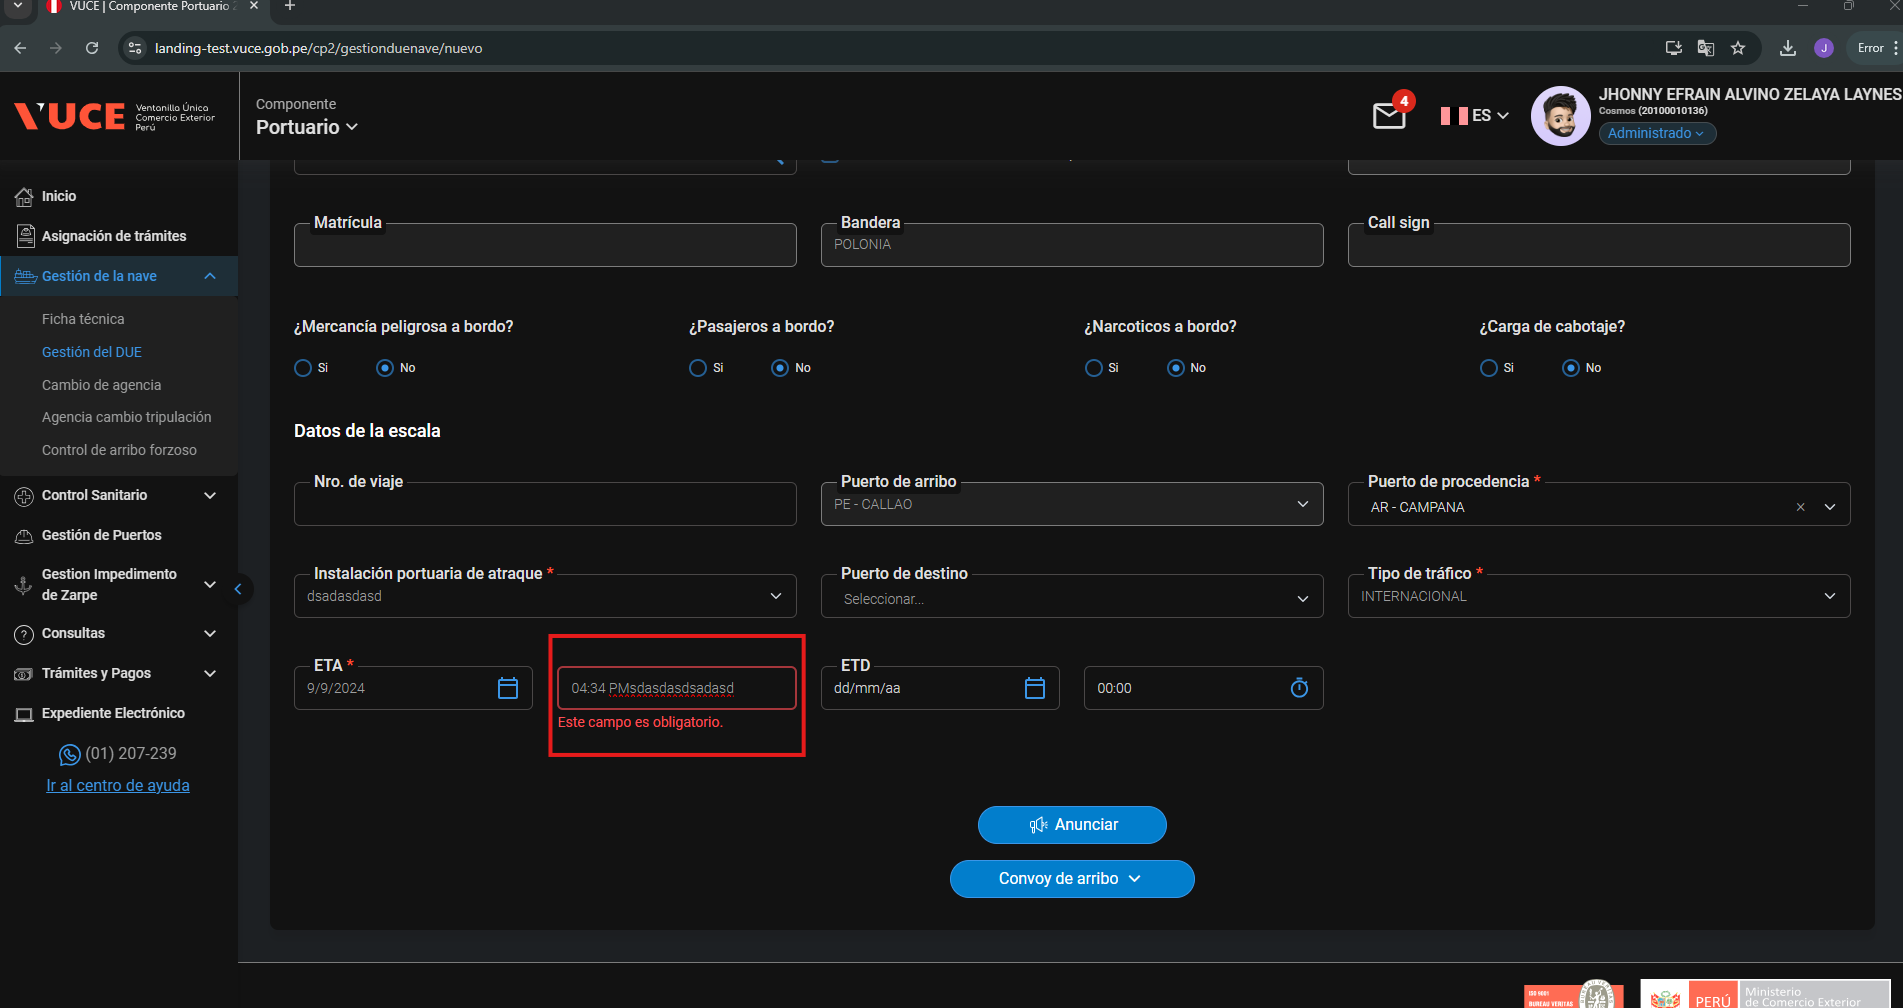 VUCE | Componente Portuario 2
landing-test.vuce.gob.pe/cp2/gestionduenave/nuevo
J
Error
VUCE
Ventanilla Única
Comercio Exterior
Perú
Componente
Portuario
4
ES
JHONNY EFRAIN ALVINO ZELAYA LAYNES
Cosmos (20100010136)
Administrado
Inicio
Asignación de trámites
Gestión de la nave
Ficha técnica
Gestión del DUE
Cambio de agencia
Agencia cambio tripulación
Control de arribo forzoso
Control Sanitario
Gestión de Puertos
Gestion Impedimento
de Zarpe
Consultas
Trámites y Pagos
Expediente Electrónico
(01) 207-239
Ir al centro de ayuda
Matrícula
Bandera
POLONIA
Call sign
¿Mercancía peligrosa a bordo?
Si No
¿Pasajeros a bordo?
Si No
¿Narcoticos a bordo?
Si No
¿Carga de cabotaje?
Si No
Datos de la escala
Nro. de viaje
Puerto de arribo
PE - CALLAO
Puerto de procedencia *
AR - CAMPANA
Instalación portuaria de atraque *
dsadasdasd
Puerto de destino
Seleccionar...
Tipo de tráfico *
INTERNACIONAL
ETA *
9/9/2024
04:34 PMsdasdasdsadasd
Este campo es obligatorio.
ETD
dd/mm/aa
00:00
Anunciar
Convoy de arribo
ISO 9001
BUREAU VERITAS
PERÚ
Ministerio
de Comercio Exterior